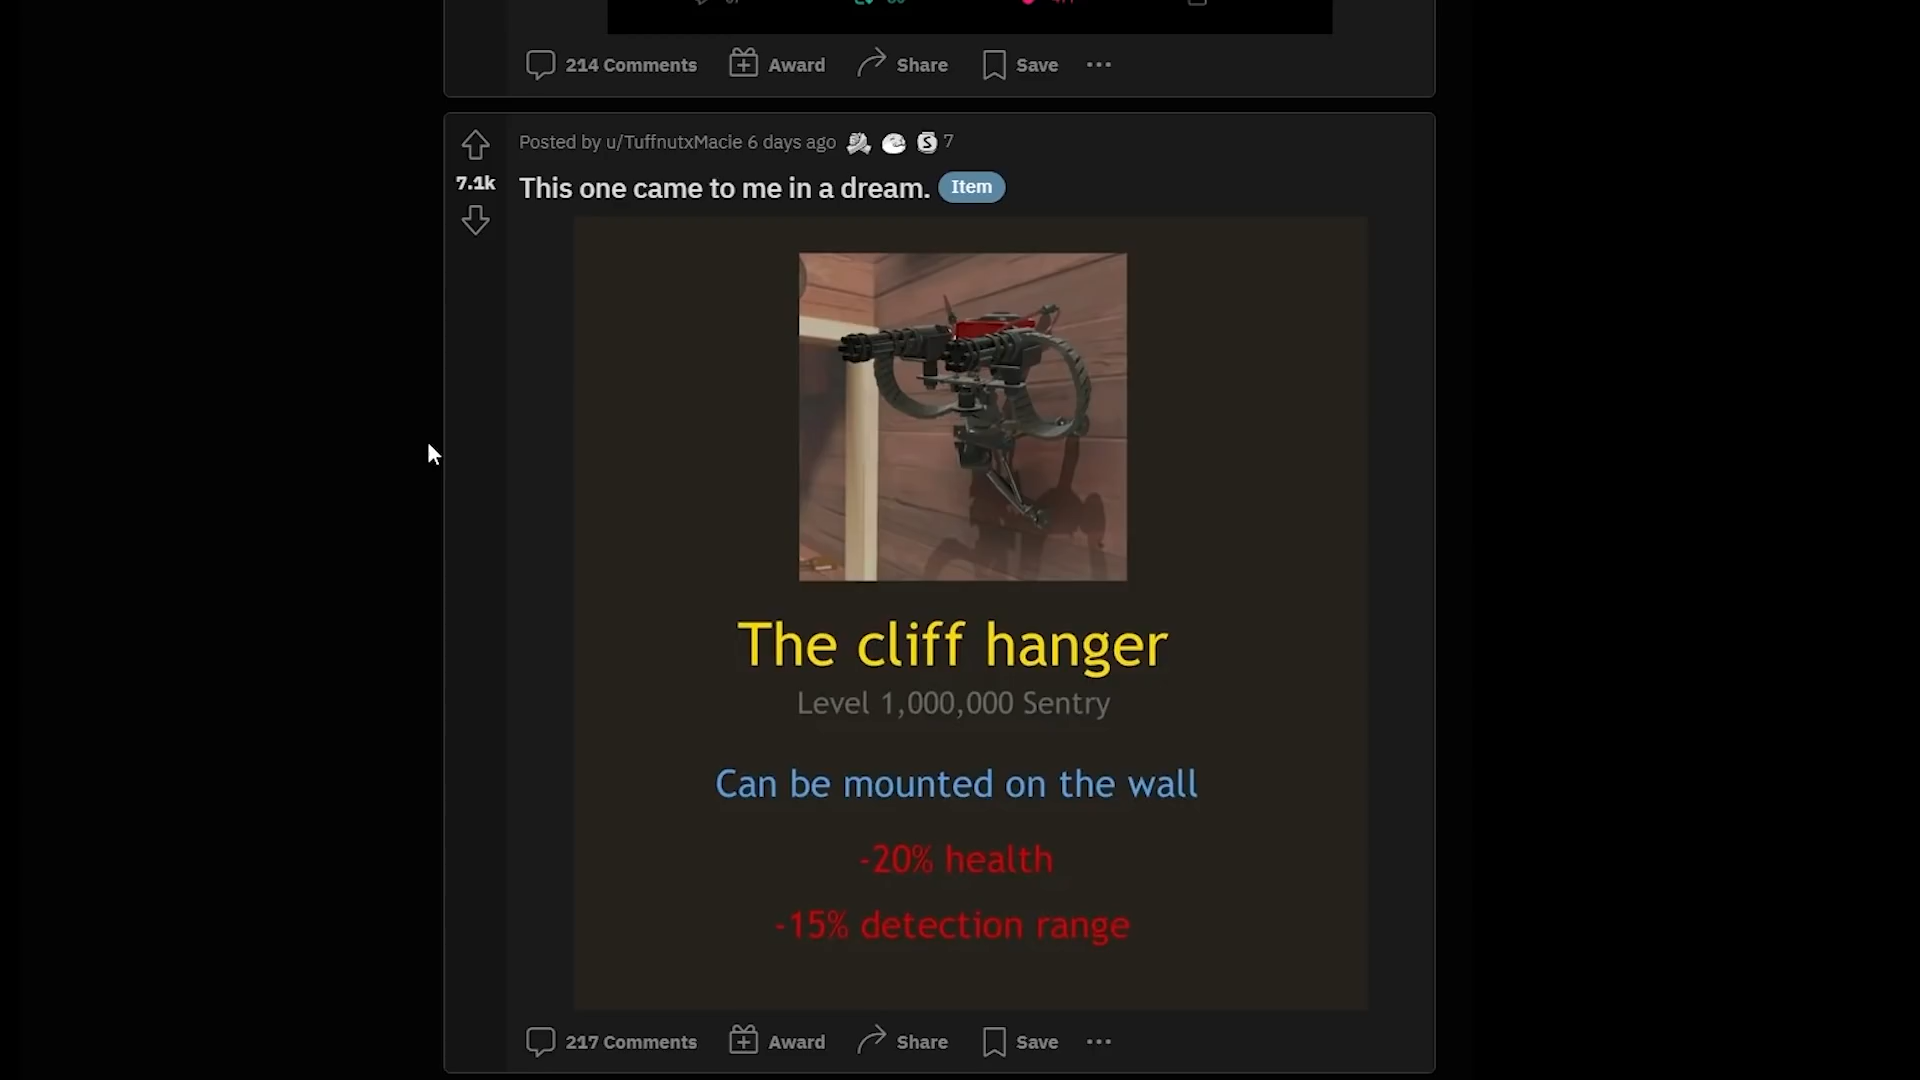 214 Comments Award Share Save
Posted by u/TuffnutxMacie 6 days ago 7
7.1k
This one came to me in a dream. Item
The cliff hanger
Level 1,000,000 Sentry
Can be mounted on the wall
-20% health
-15% detection range
217 Comments Award Share Save